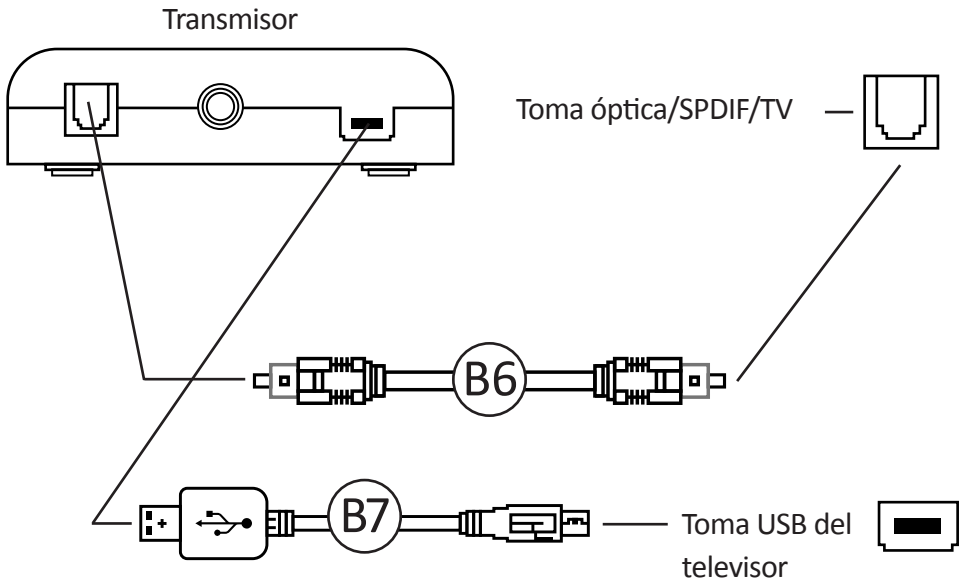 Transmisor
Toma óptica/SPDIF/TV
B6
B7
Toma USB del
televisor